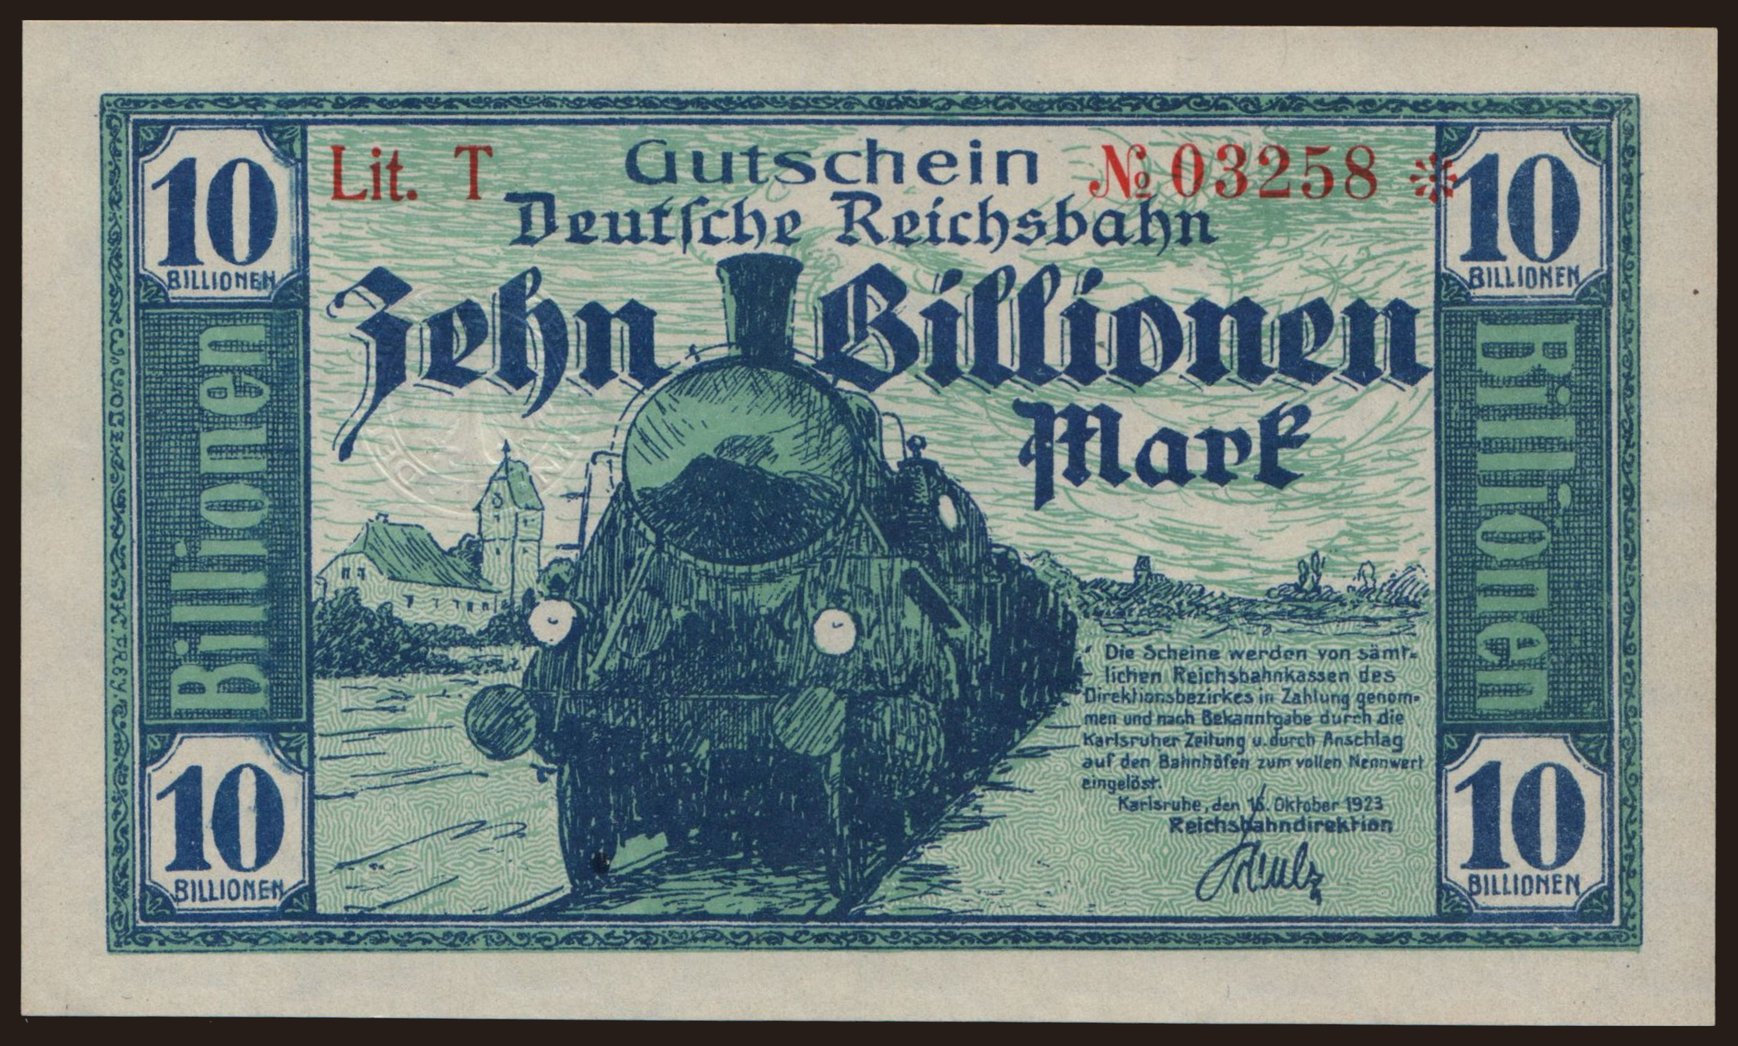 10
BILLIONEN
Lit. T
Gutschein
№ 03258 *
10
BILLIONEN
Deutſche Reichsbahn
Zehn Billionen
Mark
Billionen
Billionen
Die Scheine werden von sämt-
lichen Reichsbahnkassen des
Direktionsbezirkes in Zahlung genom-
men und nach Bekanntgabe durch die
Karlsruher Zeitung u. durch Anschlag
auf den Bahnhöfen zum vollen Nennwert
eingelöst.
Karlsruhe, den Oktober 1923
Reichsbahndirektion
10
BILLIONEN
10
BILLIONEN